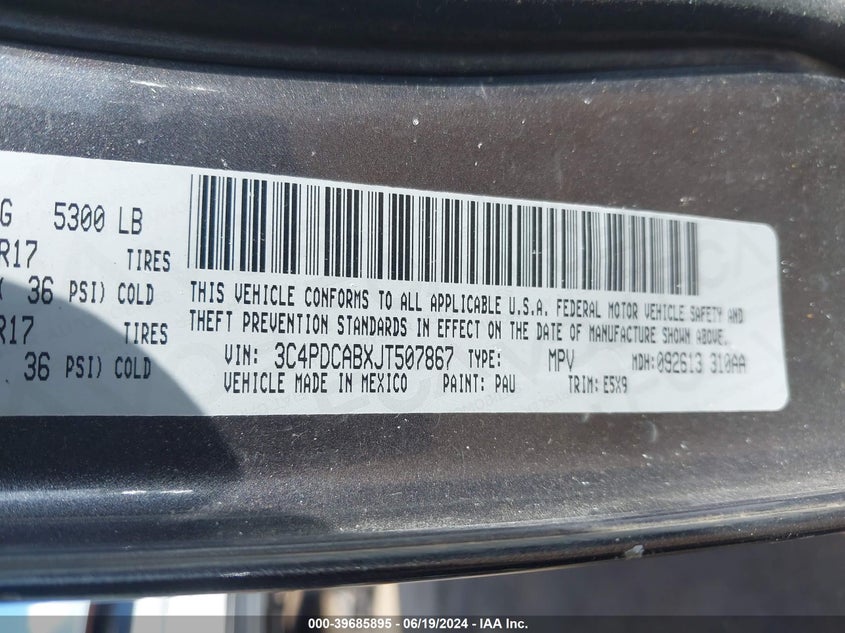 G 5300 LB
R17 TIRES
36 PSI) COLD
R17 TIRES
36 PSI) COLD
THIS VEHICLE CONFORMS TO ALL APPLICABLE U.S.A. FEDERAL MOTOR VEHICLE SAFETY AND
THEFT PREVENTION STANDARDS IN EFFECT ON THE DATE OF MANUFACTURE SHOWN ABOVE.
VIN: 3C4PDCABXJT507867 TYPE: MPV MDH: 092613 310AA
VEHICLE MADE IN MEXICO PAINT: PAU TRIM: E5X9
000-39685895 - 06/19/2024 - IAA Inc.